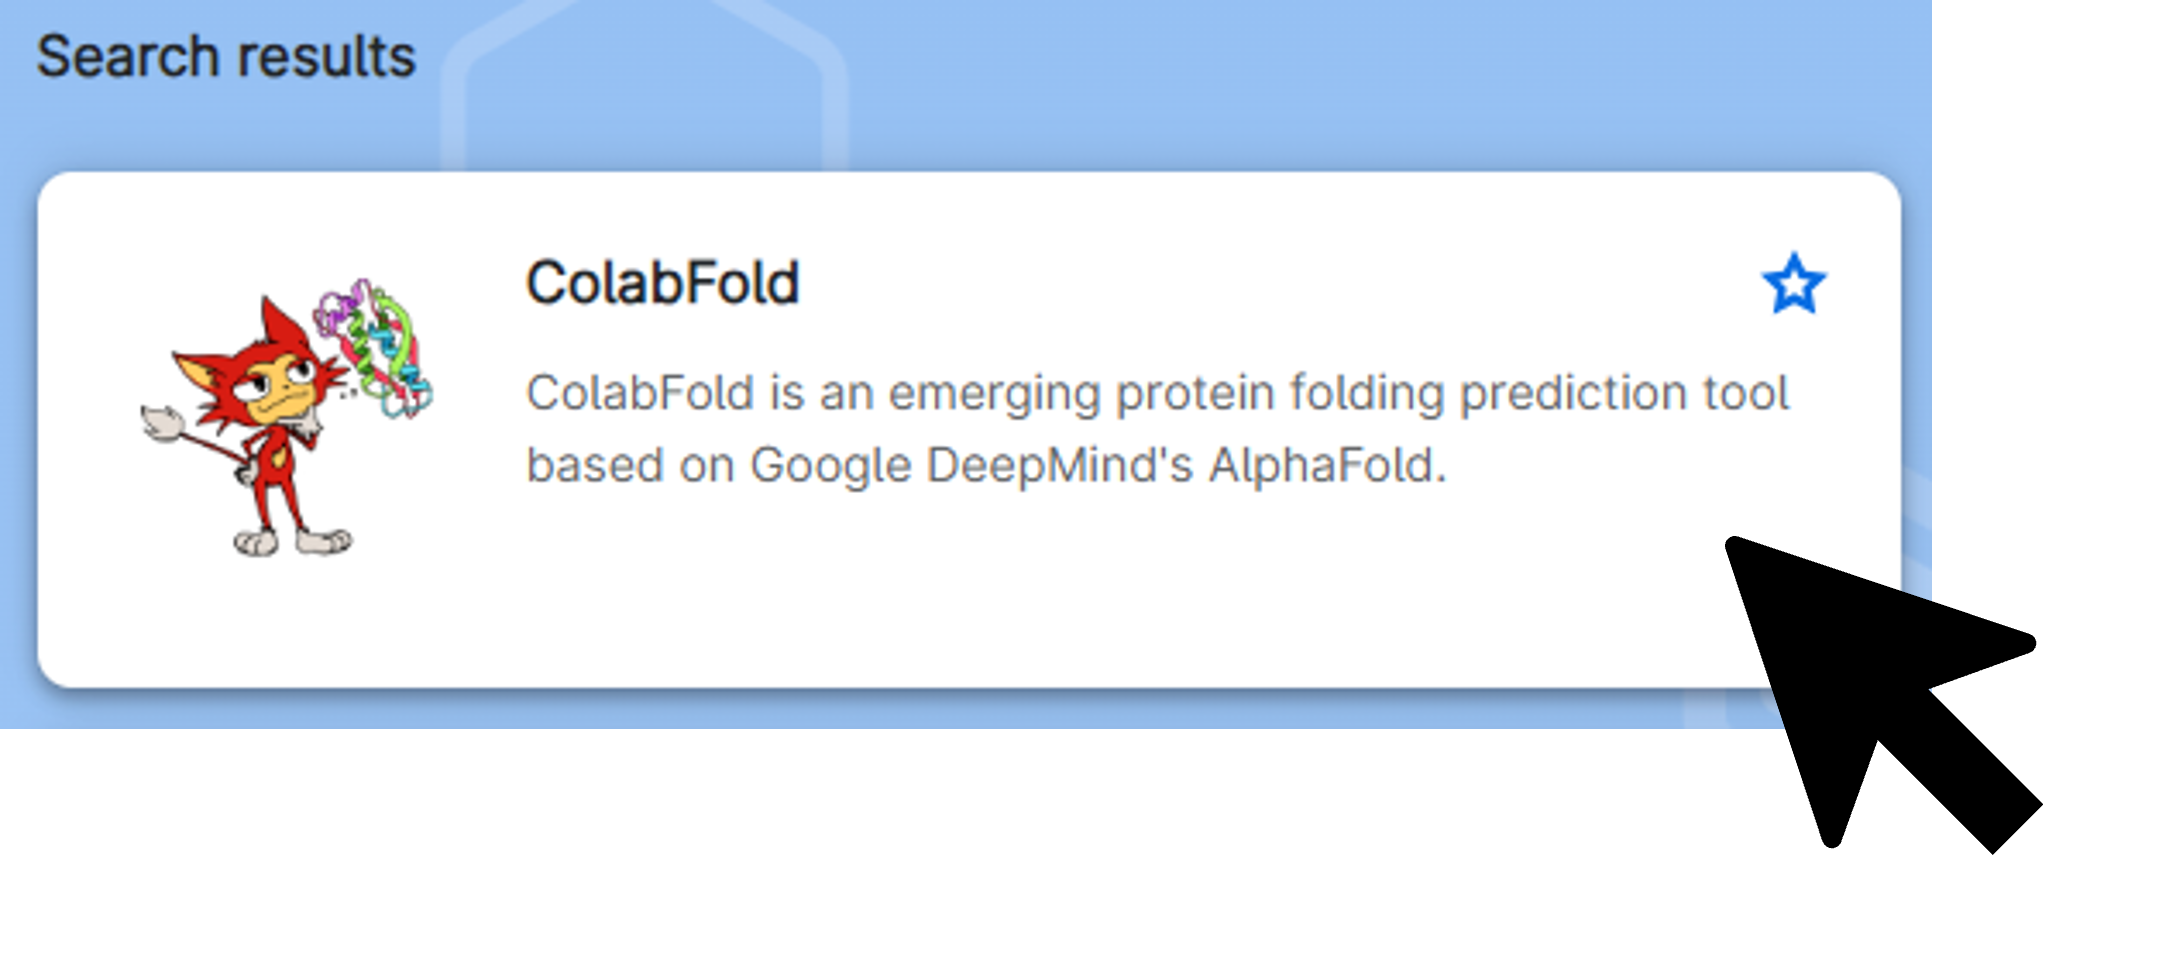 Search results
ColabFold
ColabFold is an emerging protein folding prediction tool
based on Google DeepMind's AlphaFold.